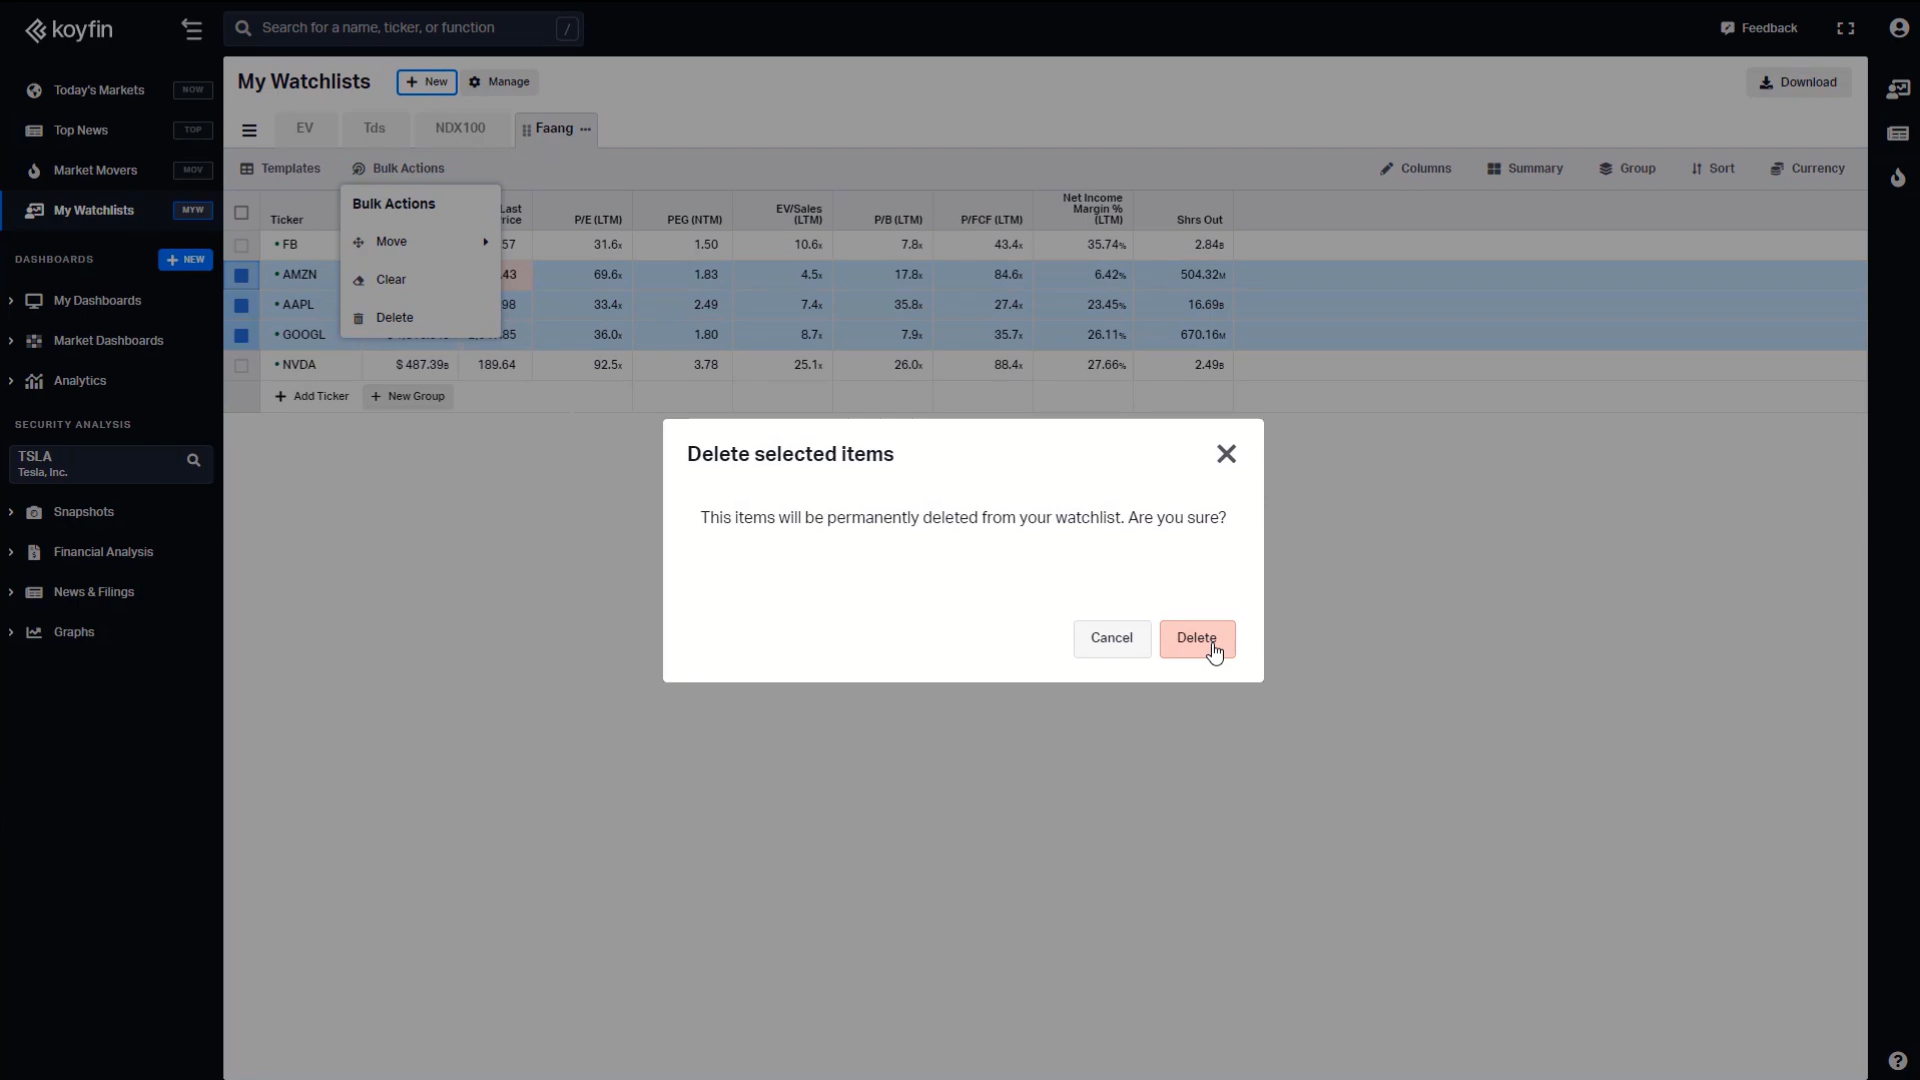 koyfin
Search for a name, ticker, or function /
Feedback
Today's Markets NOW
Top News TOP
Market Movers MOV
My Watchlists MYW
DASHBOARDS + NEW
My Dashboards
Market Dashboards
Analytics
SECURITY ANALYSIS
TSLA
Tesla, Inc.
Snapshots
Financial Analysis
News & Filings
Graphs
My Watchlists + New Manage Download
EV Tds NDX100 Faang ...
Templates Bulk Actions Columns Summary Group Sort Currency
Bulk Actions
Move
Clear
Delete
Ticker Last Price P/E (LTM) PEG (NTM) EV/Sales (LTM) P/B (LTM) P/FCF (LTM) Net Income Margin % (LTM) Shrs Out
FB 57 31.6x 1.50 10.6x 7.8x 43.4x 35.74% 2.84B
AMZN .43 69.6x 1.83 4.5x 17.8x 84.6x 6.42% 504.32M
AAPL 98 33.4x 2.49 7.4x 35.8x 27.4x 23.45% 16.69B
GOOGL .85 36.0x 1.80 8.7x 7.9x 35.7x 26.11% 670.16M
NVDA $ 487.39B 189.64 92.5x 3.78 25.1x 26.0x 88.4x 27.66% 2.49B
+ Add Ticker + New Group
Delete selected items
This items will be permanently deleted from your watchlist. Are you sure?
Cancel Delete
?